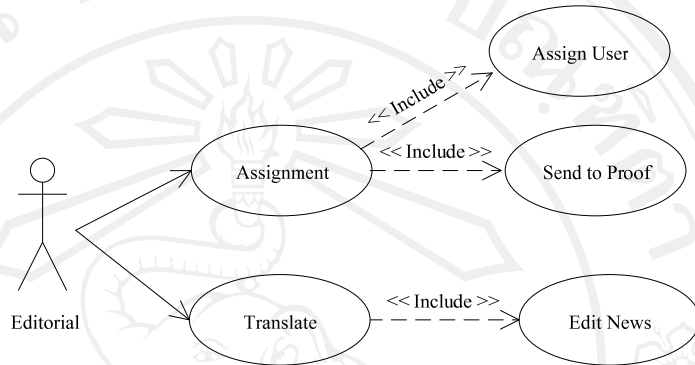 Assign User
<< Include >>
<< Include >>
Assignment
Send to Proof
Editorial
<< Include >>
Translate
Edit News